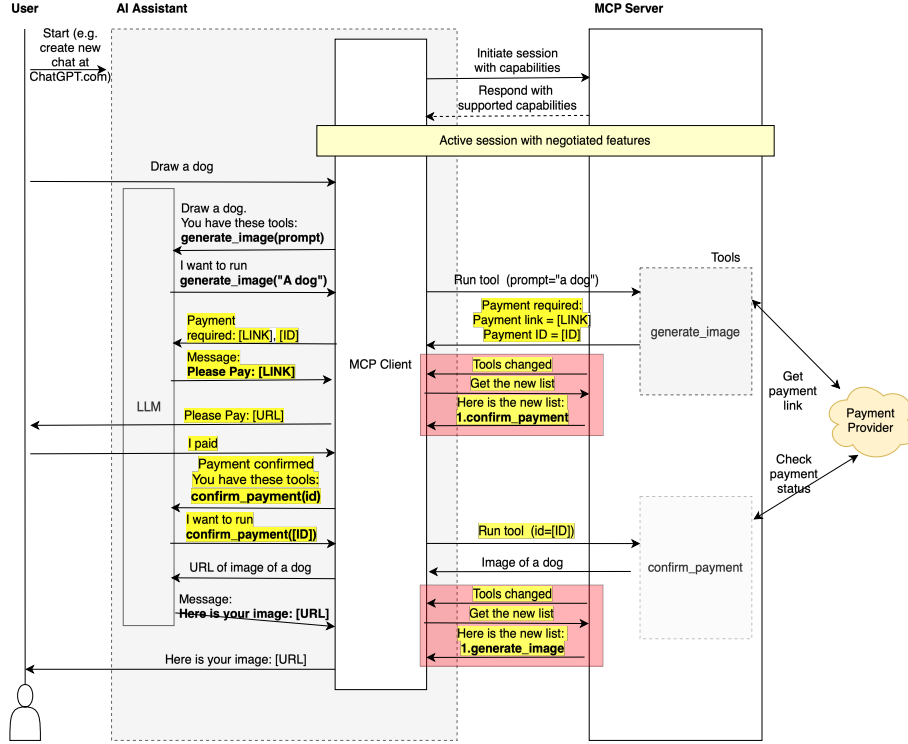 User
AI Assistant
MCP Server
Start (e.g.
create new
chat at
ChatGPT.com)
Initiate session
with capabilities
Respond with
supported capabilities
Active session with negotiated features
Draw a dog
Draw a dog.
You have these tools:
generate_image(prompt)
I want to run
generate_image("A dog")
Run tool (prompt="a dog")
Tools
generate_image
Payment required:
Payment link = [LINK]
Payment ID = [ID]
Payment
required: [LINK], [ID]
Message:
Please Pay: [LINK]
MCP Client
Tools changed
Get the new list
Here is the new list:
1.confirm_payment
Get
payment
link
Payment
Provider
LLM
Please Pay: [URL]
I paid
Payment confirmed
You have these tools:
confirm_payment(id)
Check
payment
status
I want to run
confirm_payment([ID])
Run tool (id=[ID])
confirm_payment
Image of a dog
URL of image of a dog
Message:
Here is your image: [URL]
Tools changed
Get the new list
Here is the new list:
1.generate_image
Here is your image: [URL]